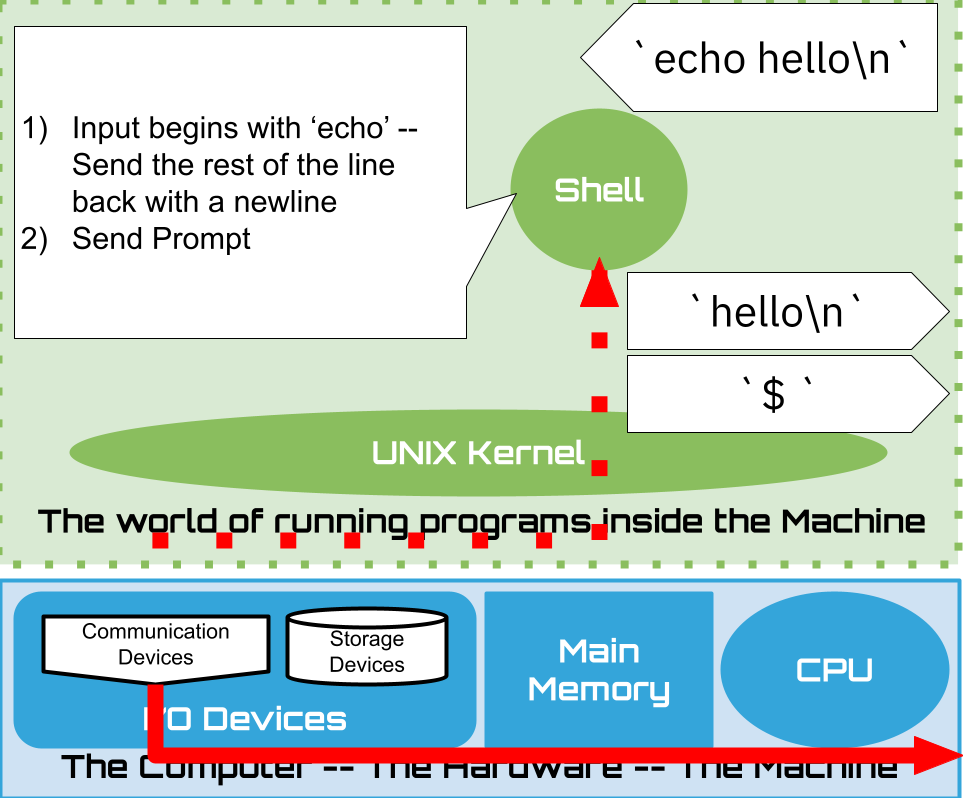 `echo hello\n`
1) Input begins with ‘echo’ --
Send the rest of the line
back with a newline
2) Send Prompt
Shell
`hello\n`
`$ `
UNIX Kernel
The world of running programs inside the Machine
Communication
Devices
Storage
Devices
I/O Devices
Main
Memory
CPU
The Computer -- The Hardware -- The Machine